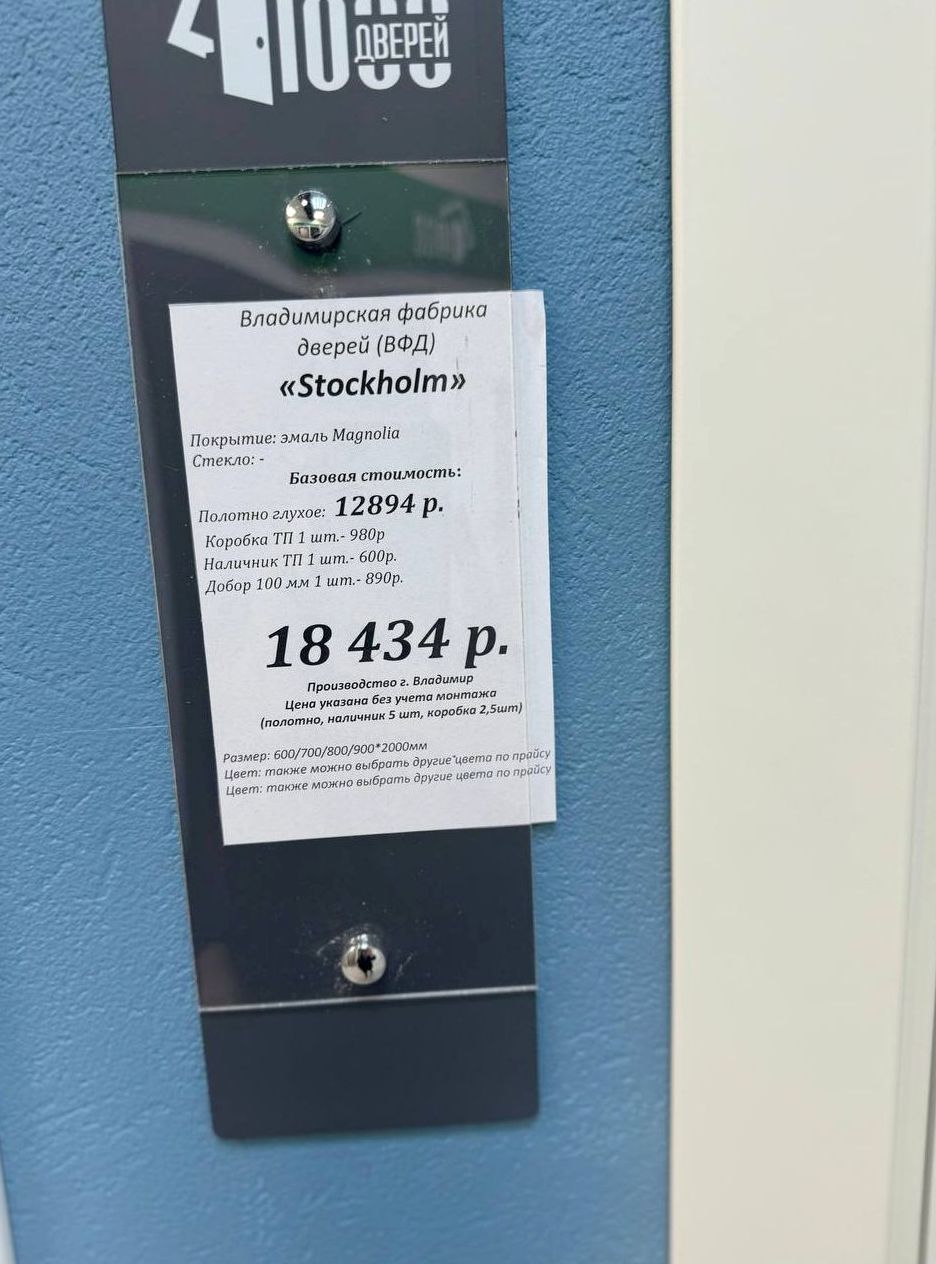 1000
ДВЕРЕЙ
Владимирская фабрика
дверей (ВФД)
«Stockholm»
Покрытие: эмаль Magnolia
Стекло: -
Базовая стоимость:
Полотно глухое: 12894 р.
Коробка ТП 1 шт.- 980р
Наличник ТП 1 шт.- 600р.
Добор 100 мм 1 шт.- 890р.
18 434 р.
Производство г. Владимир
Цена указана без учета монтажа
(полотно, наличник 5 шт, коробка 2,5шт)
Размер: 600/700/800/900*2000мм
Цвет: также можно выбрать другие цвета по прайсу
Цвет: также можно выбрать другие цвета по прайсу